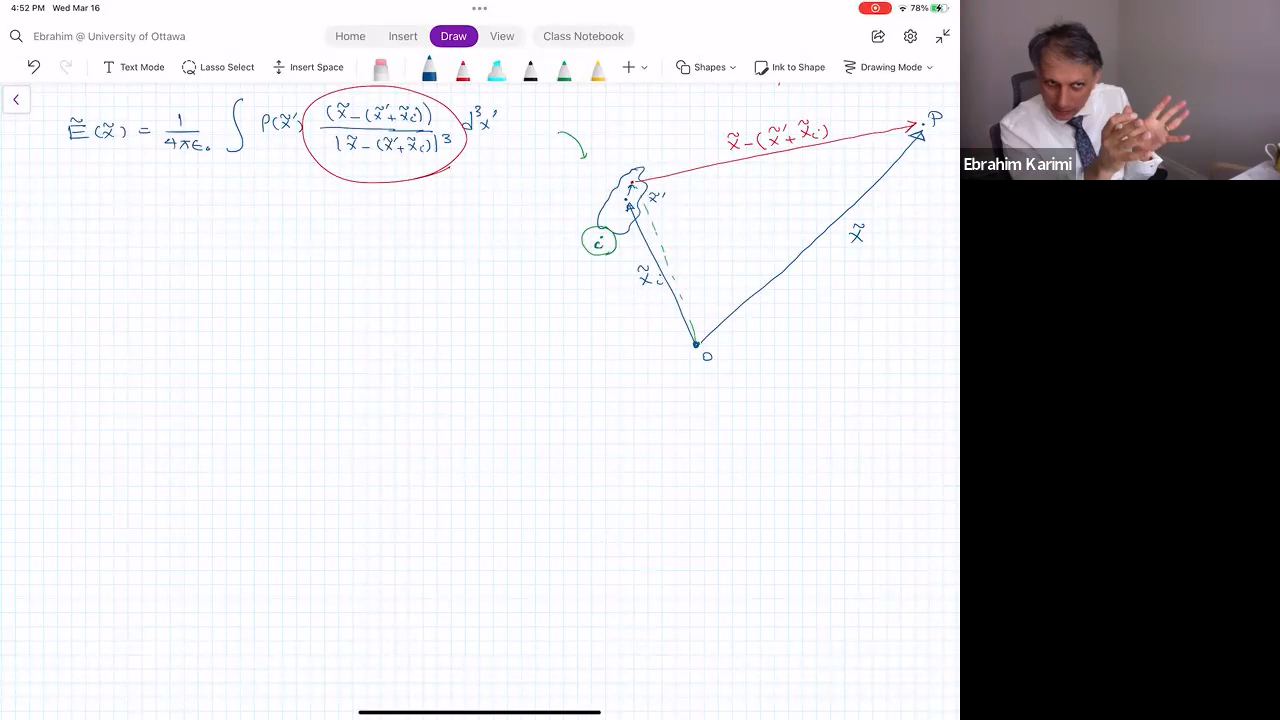 4:52 PM Wed Mar 16
78%
Ebrahim @ University of Ottawa
Home Insert Draw View Class Notebook
Text Mode Lasso Select Insert Space Shapes Ink to Shape Drawing Mode
Ẽ(x̃) = 1/4πε₀ ∫ ρ(x̃′) (x̃-(x̃′+x̃ᵢ))/|x̃-(x̃′+x̃ᵢ)|³ d³x′
x̃-(x̃′+x̃ᵢ)
P
Ebrahim Karimi
x̃′
i
x̃
x̃ᵢ
O